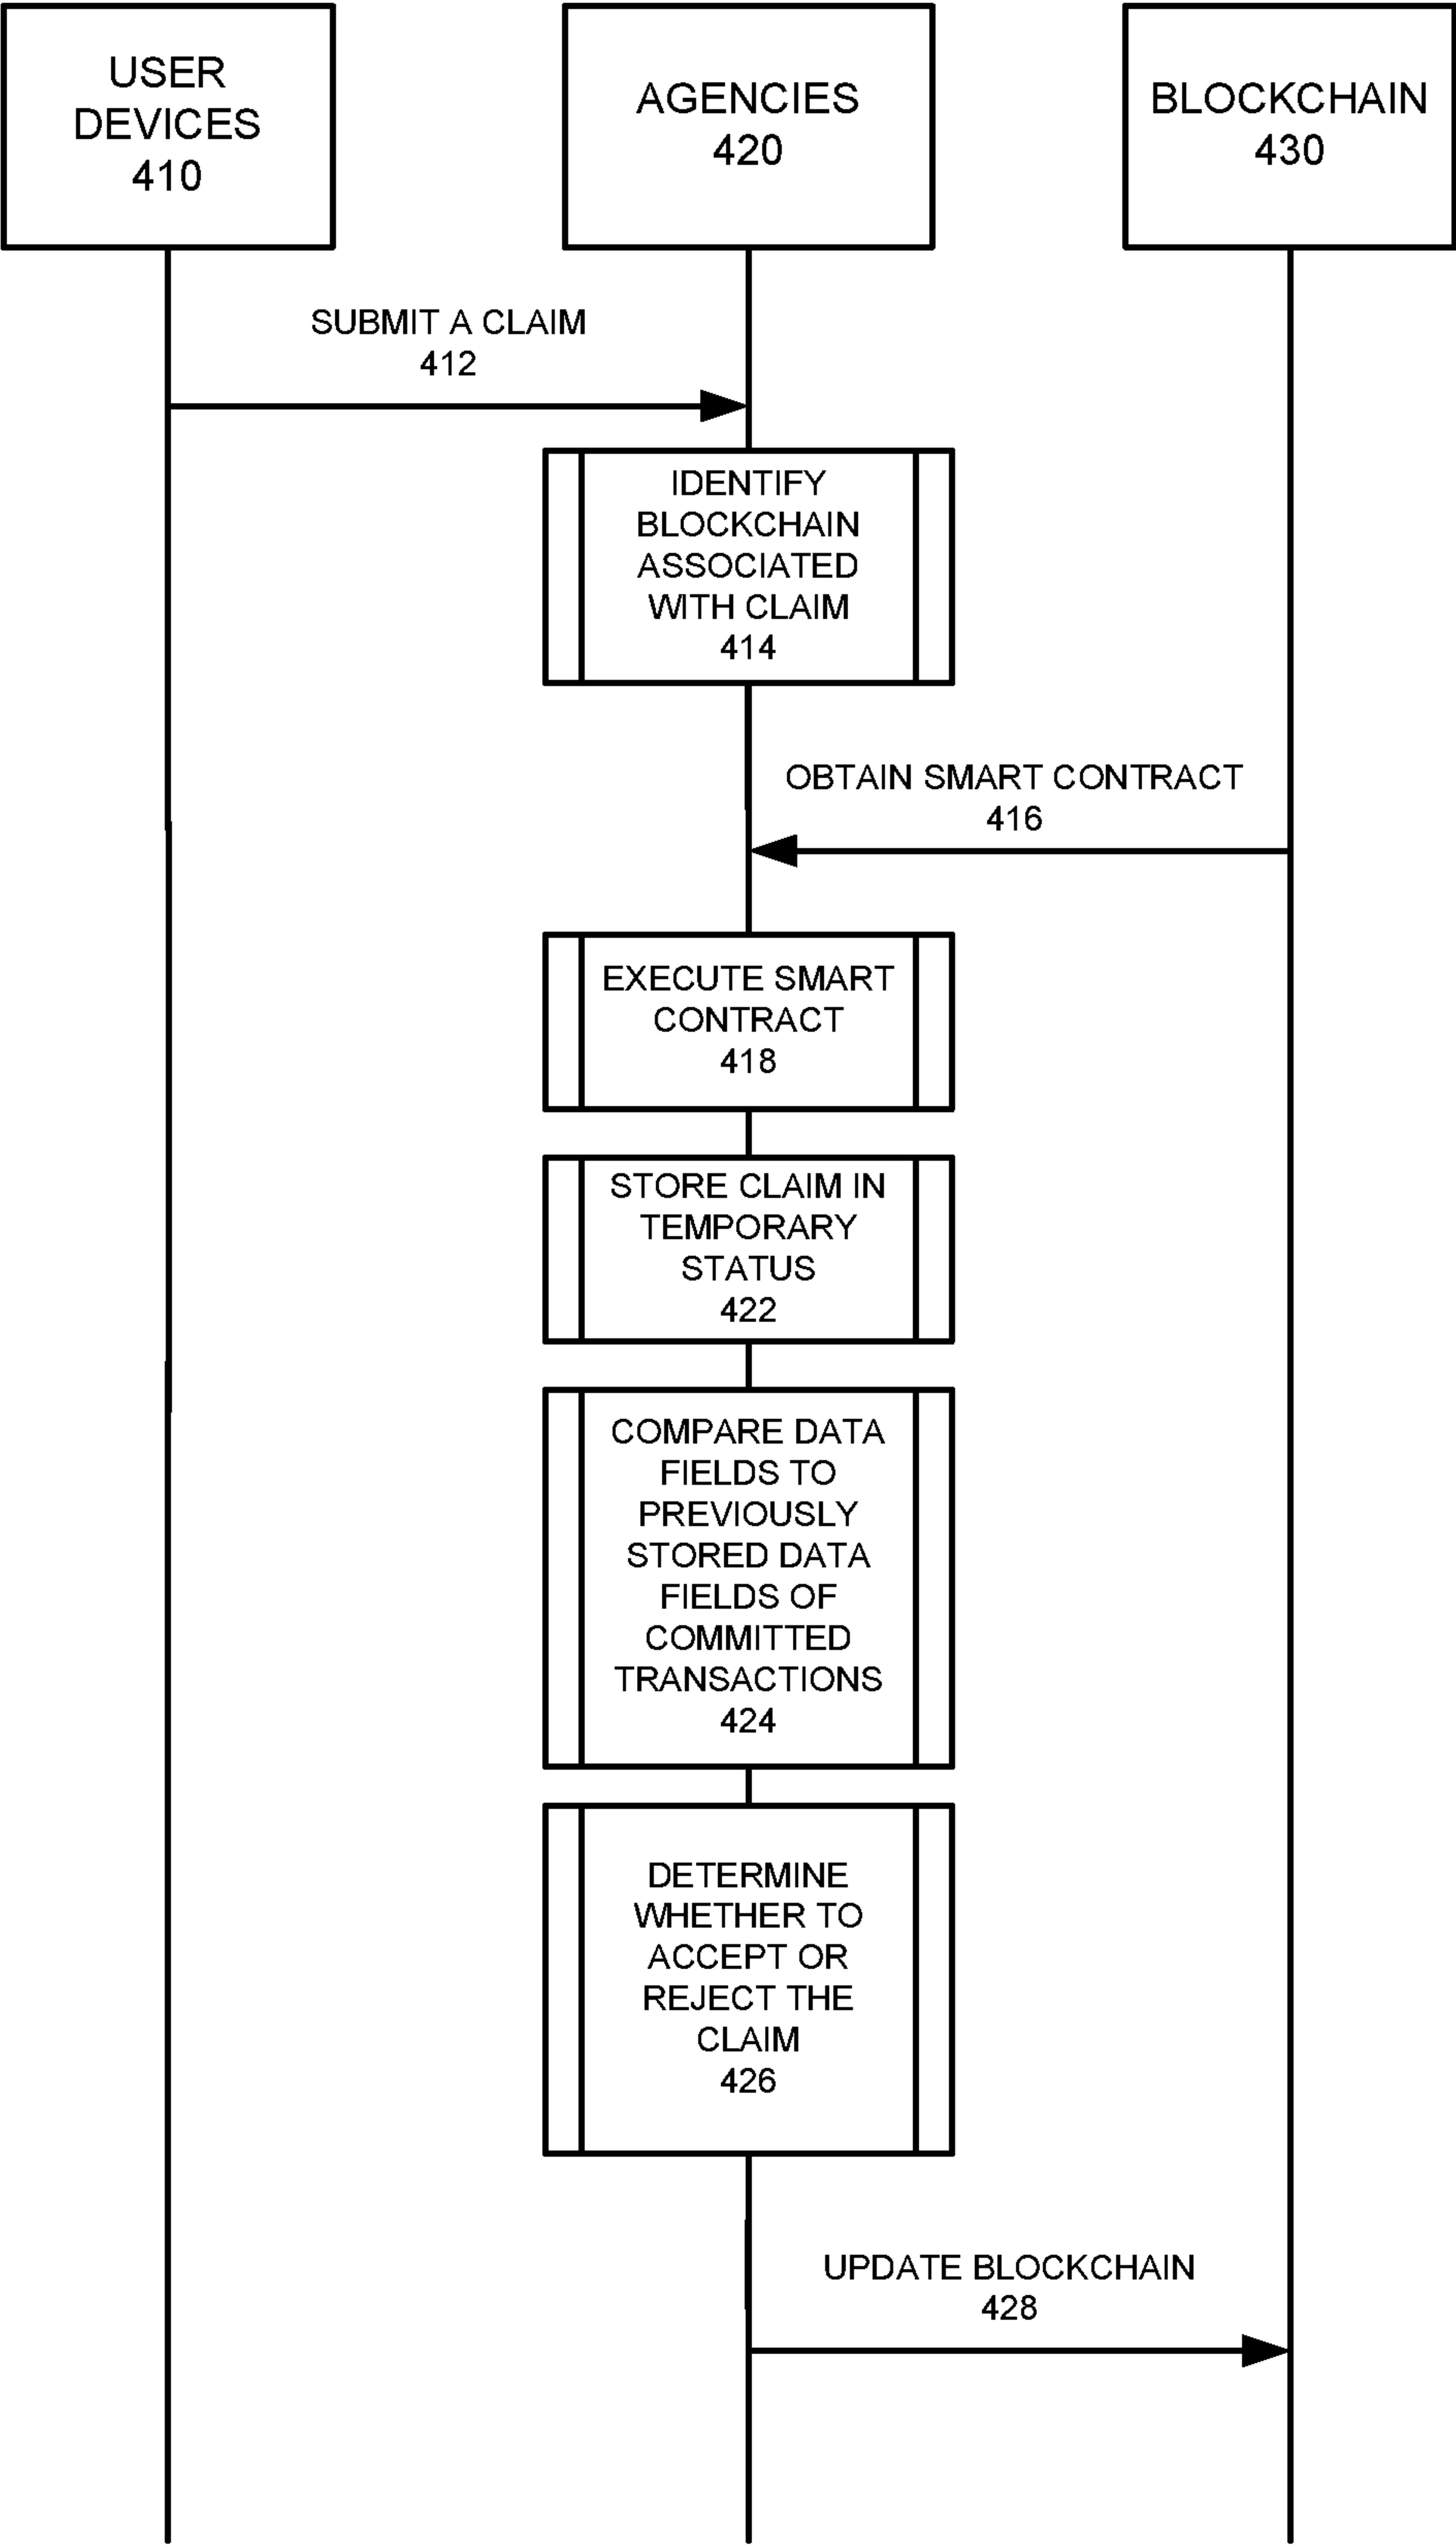 USER
DEVICES
410
AGENCIES
420
BLOCKCHAIN
430
SUBMIT A CLAIM
412
IDENTIFY
BLOCKCHAIN
ASSOCIATED
WITH CLAIM
414
OBTAIN SMART CONTRACT
416
EXECUTE SMART
CONTRACT
418
STORE CLAIM IN
TEMPORARY
STATUS
422
COMPARE DATA
FIELDS TO
PREVIOUSLY
STORED DATA
FIELDS OF
COMMITTED
TRANSACTIONS
424
DETERMINE
WHETHER TO
ACCEPT OR
REJECT THE
CLAIM
426
UPDATE BLOCKCHAIN
428